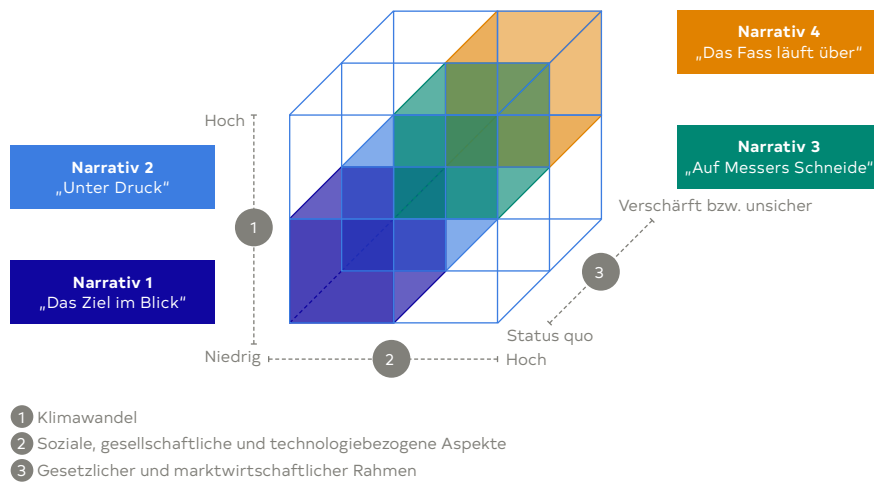 Narrativ 4
„Das Fass läuft über“
Hoch
Narrativ 3
„Auf Messers Schneide“
Narrativ 2
„Unter Druck“
Verschärft bzw. unsicher
1
3
Narrativ 1
„Das Ziel im Blick“
Status quo
Niedrig
2
Hoch
1 Klimawandel
2 Soziale, gesellschaftliche und technologiebezogene Aspekte
3 Gesetzlicher und marktwirtschaftlicher Rahmen